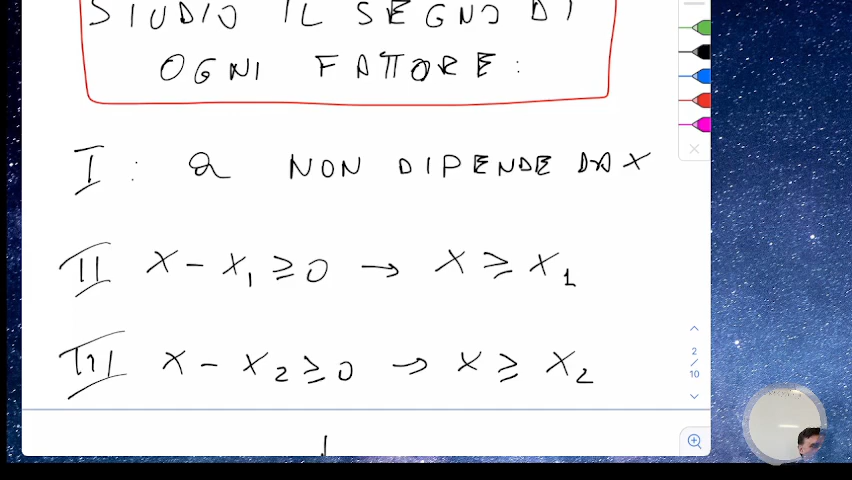 STUDIO IL SEGNO DI
OGNI FATTORE:
I : a NON DIPENDE DA X
II X - X₁ ≥ 0 → X ≥ X₁
III X - X₂ ≥ 0 → X ≥ X₂
2
/
10